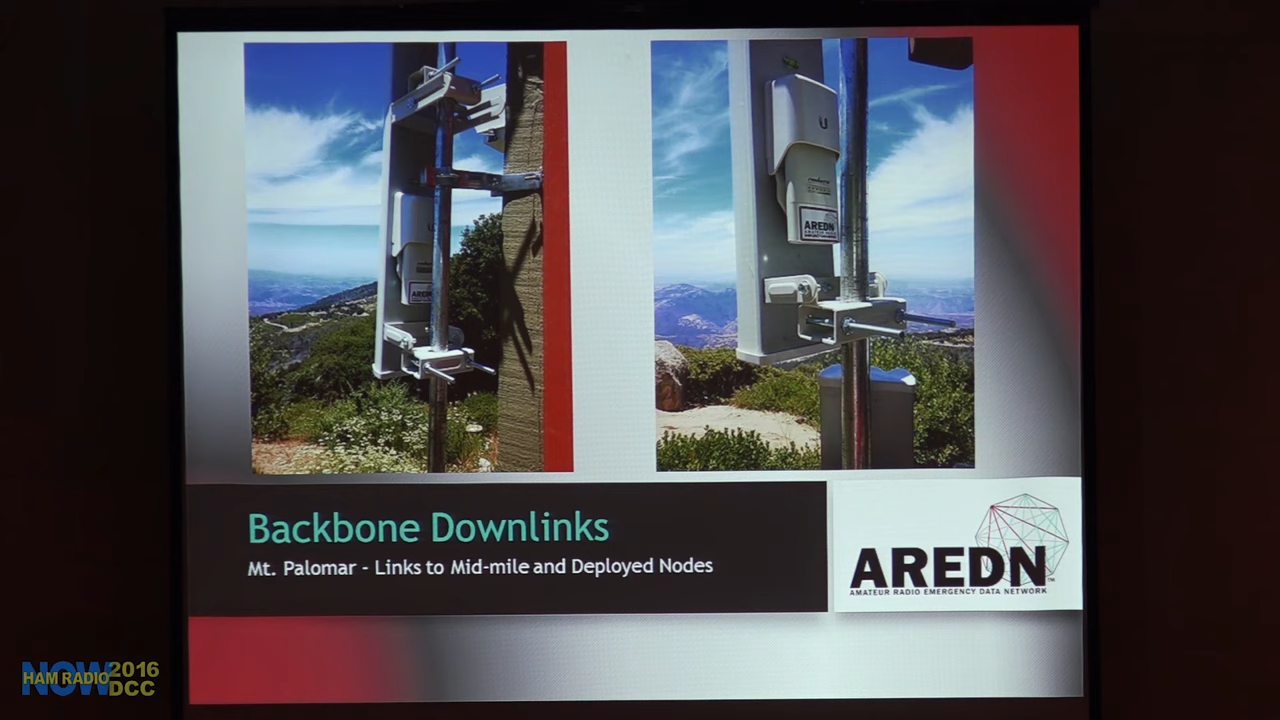 U
AREDN
AREDN
Backbone Downlinks
Mt. Palomar - Links to Mid-mile and Deployed Nodes
AREDN™
AMATEUR RADIO EMERGENCY DATA NETWORK
HAM RADIO
NOW
2016
DCC